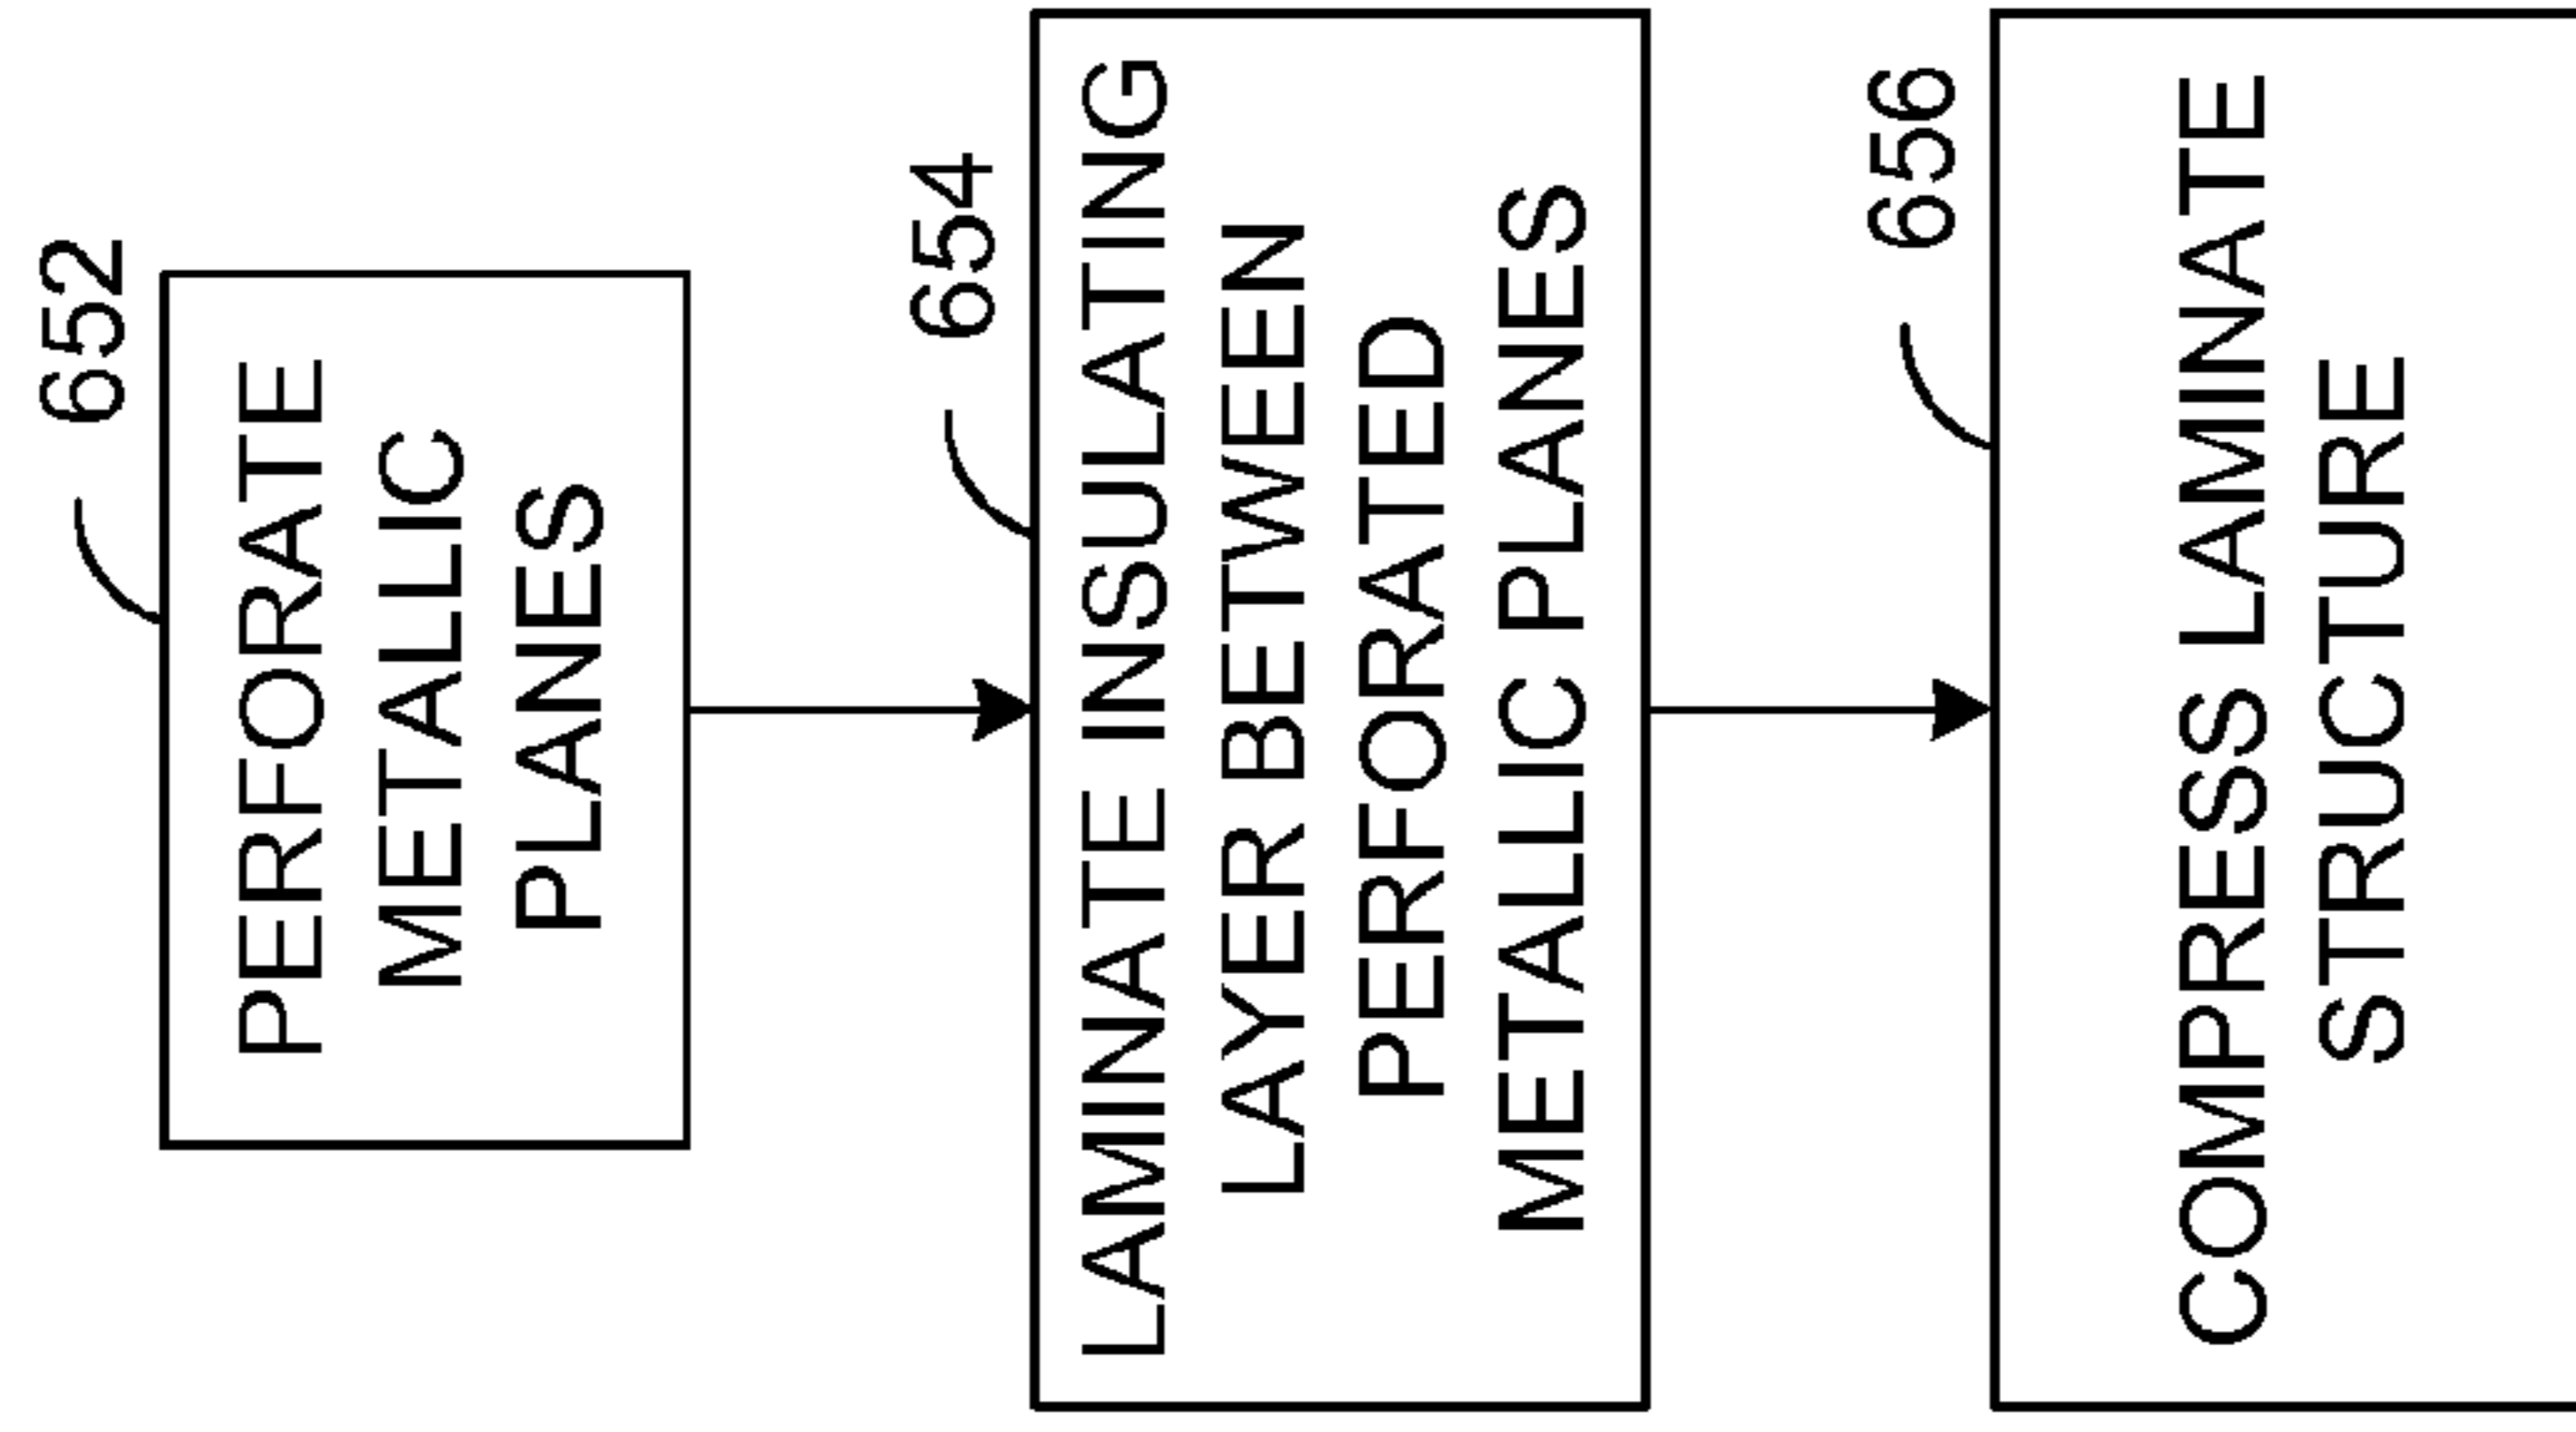 652
PERFORATE
METALLIC
PLANES
654
LAMINATE INSULATING
LAYER BETWEEN
PERFORATED
METALLIC PLANES
656
COMPRESS LAMINATE
STRUCTURE